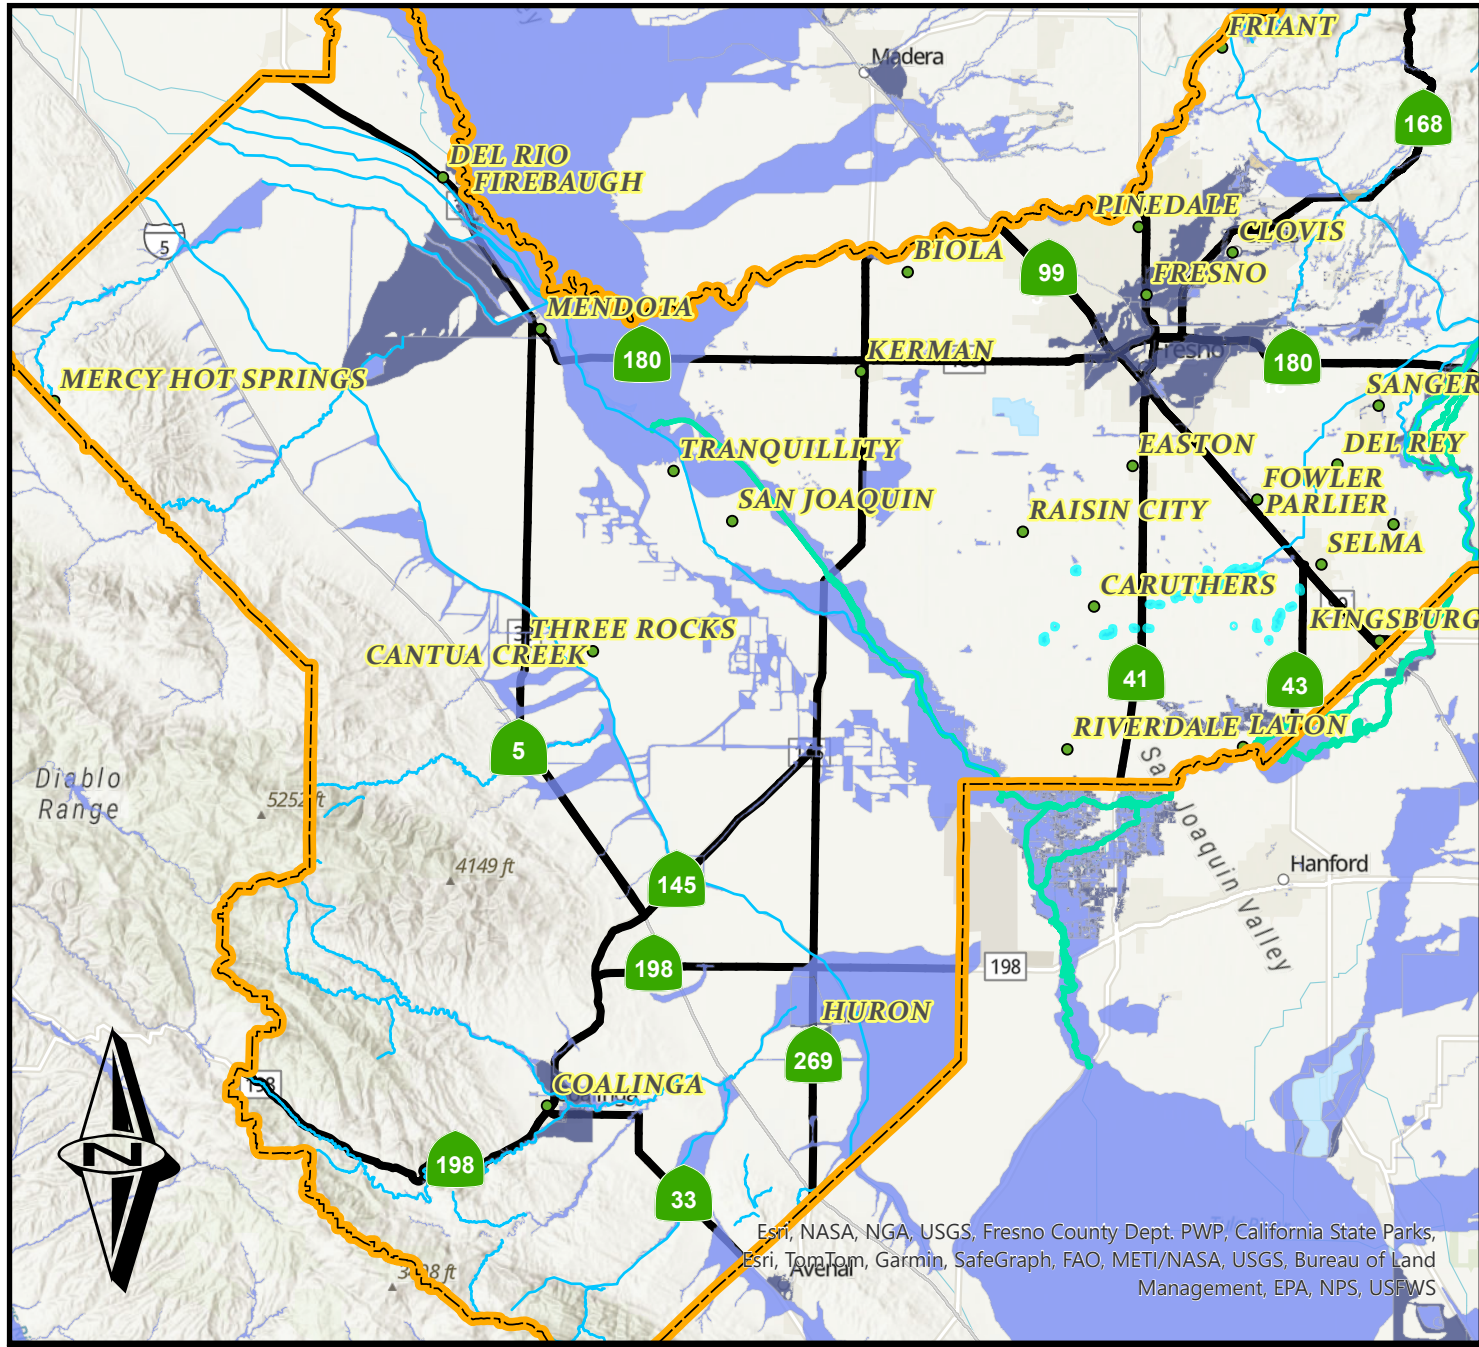 FRIANT
Madera
168
DEL RIO
FIREBAUGH
PINEDALE
5
CLOVIS
BIOLA
99
FRESNO
MENDOTA
180
KERMAN
Fresno
180
MERCY HOT SPRINGS
SANGER
TRANQUILLITY
EASTON
DEL REY
SAN JOAQUIN
FOWLER
RAISIN CITY
PARLIER
SELMA
CARUTHERS
THREE ROCKS
KINGSBURG
CANTUA CREEK
41
43
5
RIVERDALE
LATON
Diablo
Range
5252 ft
San Joaquin Valley
4149 ft
Hanford
145
198
198
HURON
269
198
COALINGA
Coalinga
N
198
33
Esri, NASA, NGA, USGS, Fresno County Dept. PWP, California State Parks,
Esri, TomTom, Garmin, SafeGraph, FAO, METI/NASA, USGS, Bureau of Land
Avenal
Management, EPA, NPS, USFWS